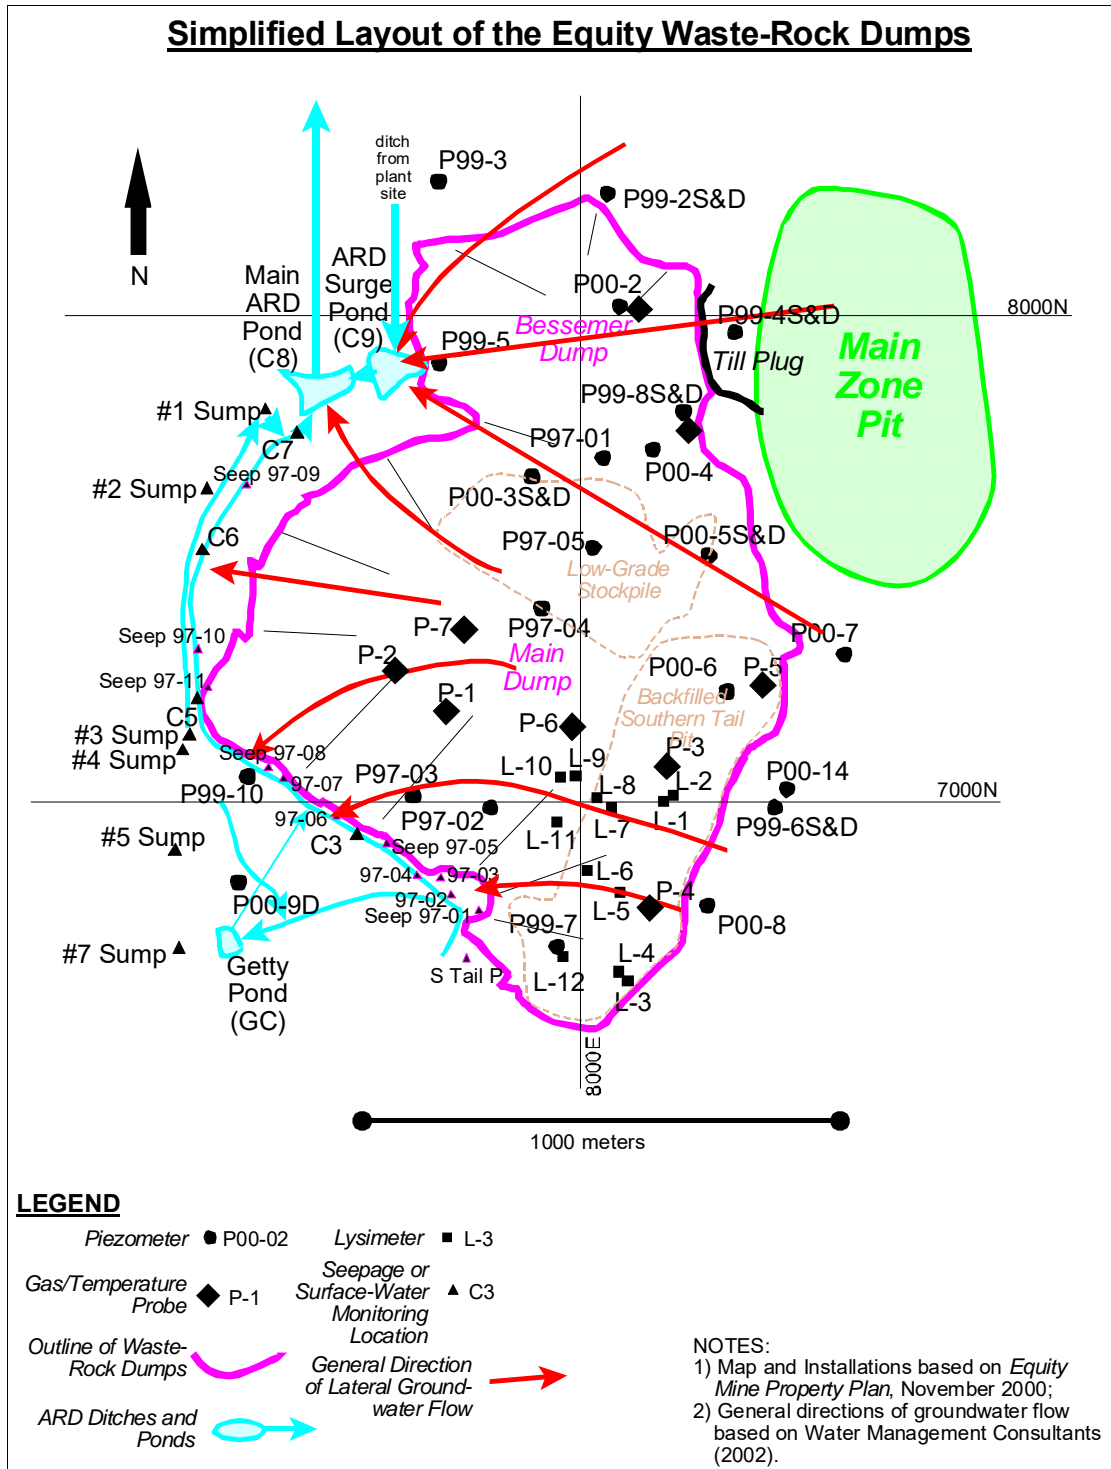 Simplified Layout of the Equity Waste-Rock Dumps
ditch
from
plant
site
P99-3
P99-2S&D
N
Main
ARD
Pond
(C8)
ARD
Surge
Pond
(C9)
P00-2
Bessemer
Dump
P99-4S&D
8000N
P99-5
Till Plug
Main
Zone
Pit
#1 Sump
C7
P99-8S&D
P97-01
P00-4
Seep 97-09
#2 Sump
P00-3S&D
C6
P97-05
P00-5S&D
Low-Grade
Stockpile
P97-04
Seep 97-10
P-7
P00-7
P-2
Main
Dump
P00-6
P-5
Seep 97-11
P-1
Backfilled
Southern Tail
Pit
C5
#3 Sump
#4 Sump
P-6
P-3
Seep 97-08
97-07
L-10
L-9
L-8
L-2
P00-14
P99-10
P97-03
7000N
97-06
P97-02
L-7
L-1
P99-6S&D
#5 Sump
C3
Seep 97-05
L-11
97-04
97-03
L-6
P00-9D
97-02
Seep 97-01
L-5
P-4
P00-8
P99-7
#7 Sump
Getty
Pond
(GC)
S Tail P
L-12
L-4
L-3
8000E
1000 meters
LEGEND
Piezometer
P00-02
Lysimeter
L-3
Gas/Temperature
Probe
P-1
Seepage or
Surface-Water
Monitoring
Location
C3
Outline of Waste-
Rock Dumps
General Direction
of Lateral Ground-
water Flow
ARD Ditches and
Ponds
NOTES:
1) Map and Installations based on Equity
Mine Property Plan, November 2000;
2) General directions of groundwater flow
based on Water Management Consultants
(2002).